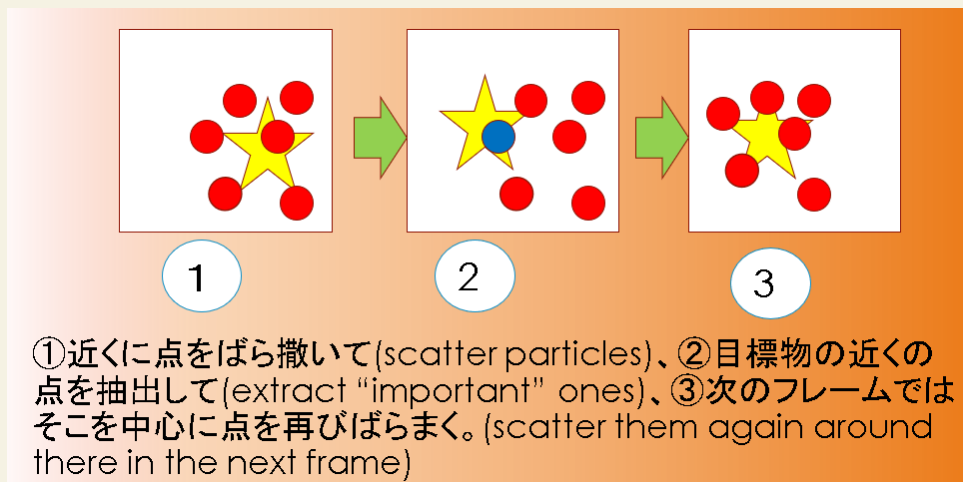 1
2
3
①近くに点をばら撒いて(scatter particles)、②目標物の近くの
点を抽出して(extract “important” ones)、③次のフレームでは
そこを中心に点を再びばらまく。(scatter them again around
there in the next frame)